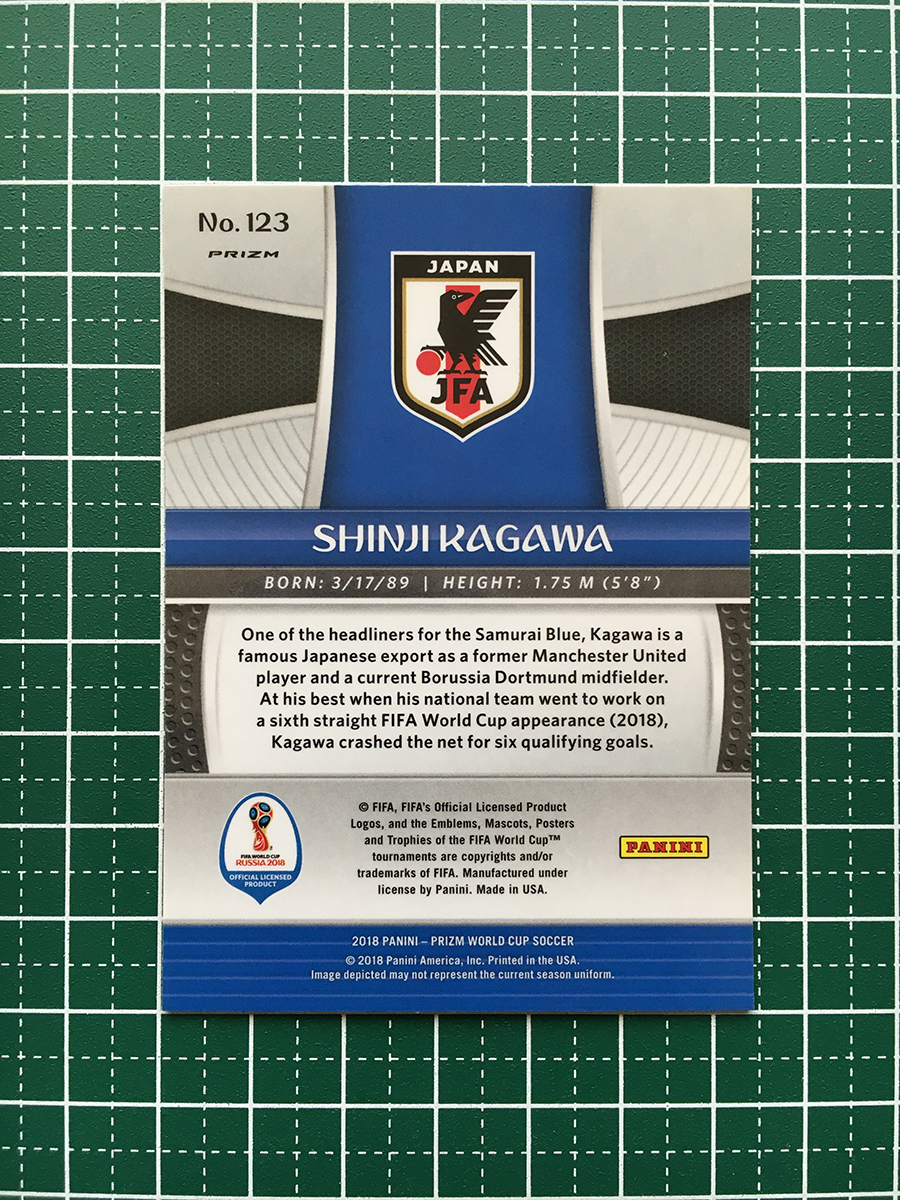 No. 123
PRIZM
JAPAN
JFA
SHINJI KAGAWA
BORN: 3/17/89 | HEIGHT: 1.75 M (5'8")
One of the headliners for the Samurai Blue, Kagawa is a
famous Japanese export as a former Manchester United
player and a current Borussia Dortmund midfielder.
At his best when his national team went to work on
a sixth straight FIFA World Cup appearance (2018),
Kagawa crashed the net for six qualifying goals.
FIFA WORLD CUP
RUSSIA 2018
OFFICIAL LICENSED
PRODUCT
© FIFA, FIFA's Official Licensed Product
Logos, and the Emblems, Mascots, Posters
and Trophies of the FIFA World Cup™
tournaments are copyrights and/or
trademarks of FIFA. Manufactured under
license by Panini. Made in USA.
PANINI
2018 PANINI – PRIZM WORLD CUP SOCCER
© 2018 Panini America, Inc. Printed in the USA.
Image depicted may not represent the current season uniform.